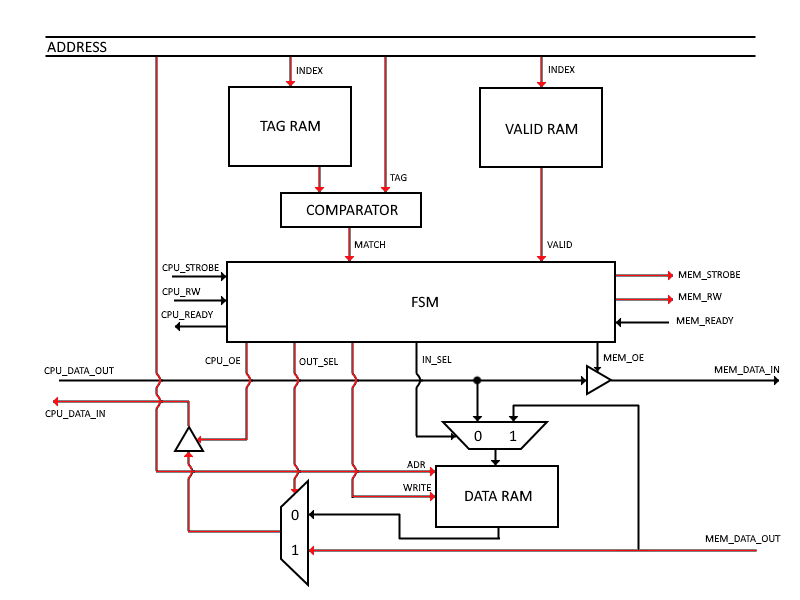 ADDRESS
INDEX
INDEX
TAG RAM
VALID RAM
TAG
COMPARATOR
MATCH
VALID
CPU_STROBE
MEM_STROBE
CPU_RW
MEM_RW
FSM
CPU_READY
MEM_READY
CPU_OE
OUT_SEL
IN_SEL
MEM_OE
CPU_DATA_OUT
MEM_DATA_IN
CPU_DATA_IN
0
1
ADR
WRITE
DATA RAM
0
MEM_DATA_OUT
1